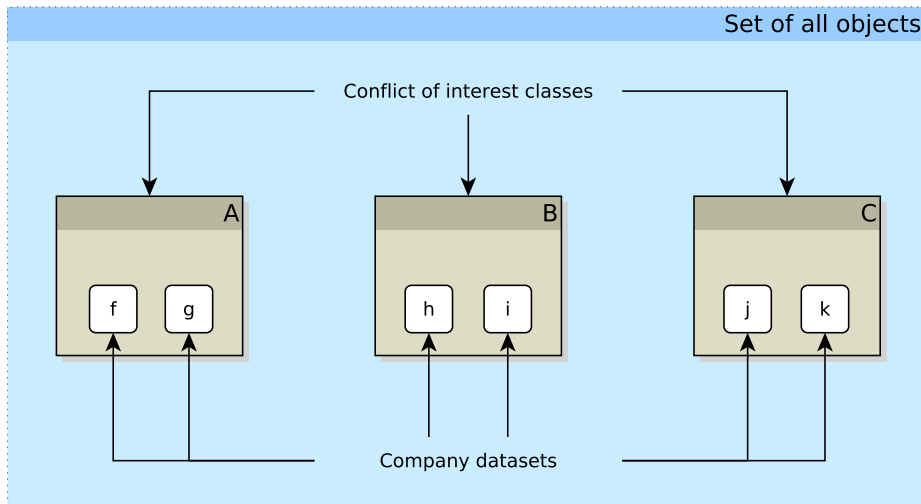 Set of all objects
Conflict of interest classes
A
B
C
f
g
h
i
j
k
Company datasets